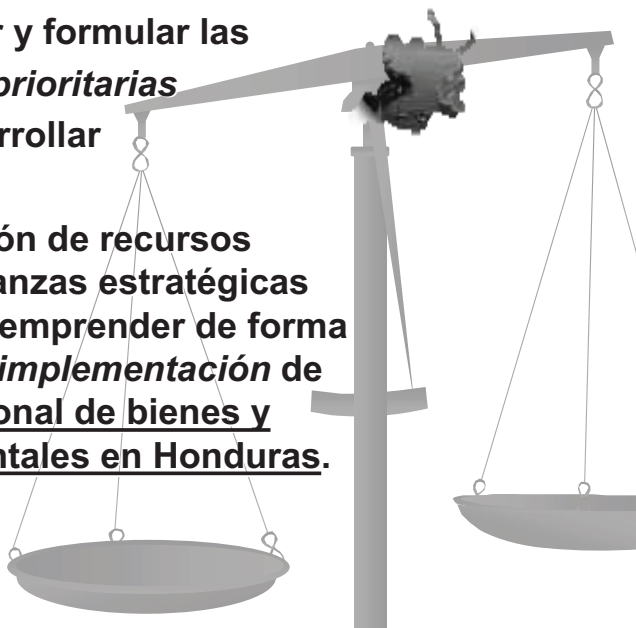 r y formular las
prioritarias
rrollar
ón de recursos
anzas estratégicas
emprender de forma
implementación de
onal de bienes y
ntales en Honduras.